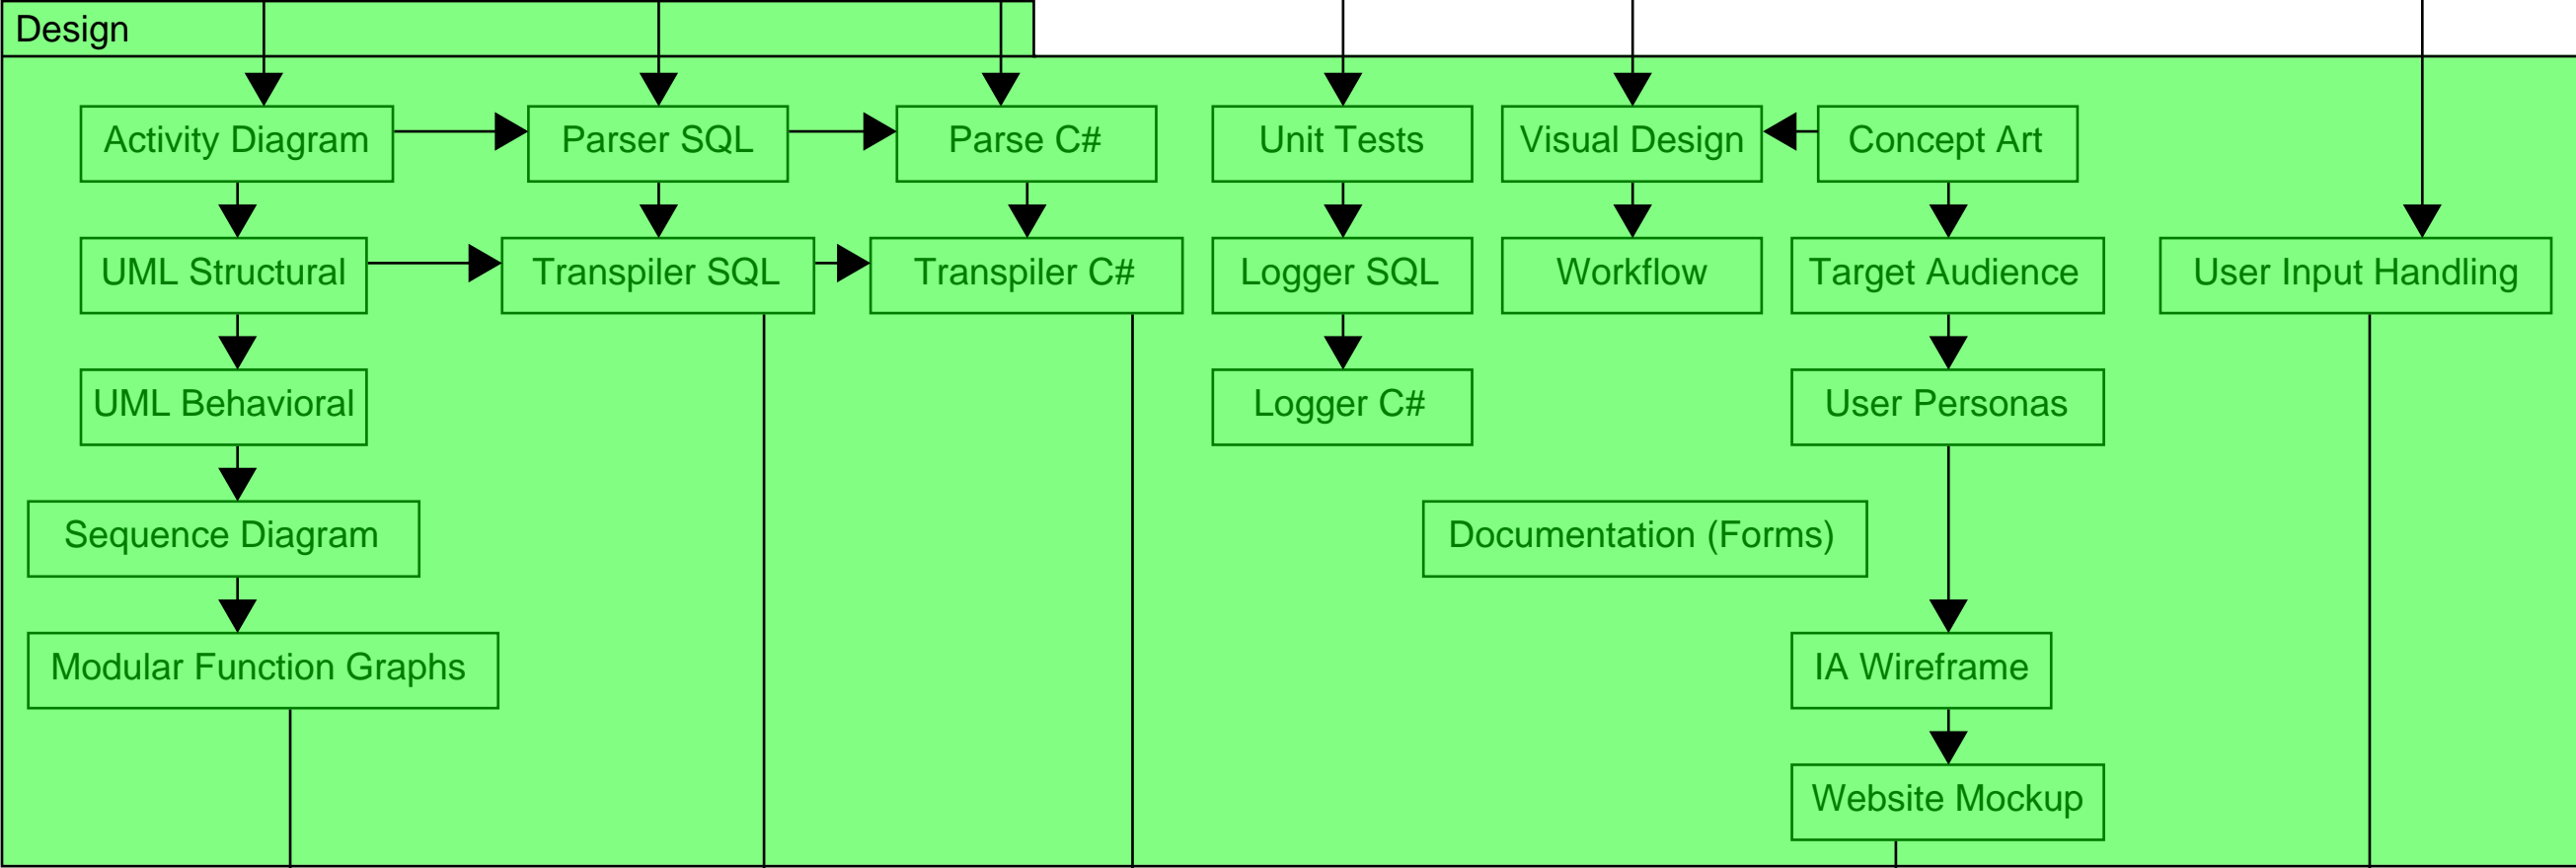 Design
Activity Diagram
Parser SQL
Parse C#
Unit Tests
Visual Design
Concept Art
UML Structural
Transpiler SQL
Transpiler C#
Logger SQL
Workflow
Target Audience
User Input Handling
UML Behavioral
Logger C#
User Personas
Sequence Diagram
Documentation (Forms)
Modular Function Graphs
IA Wireframe
Website Mockup